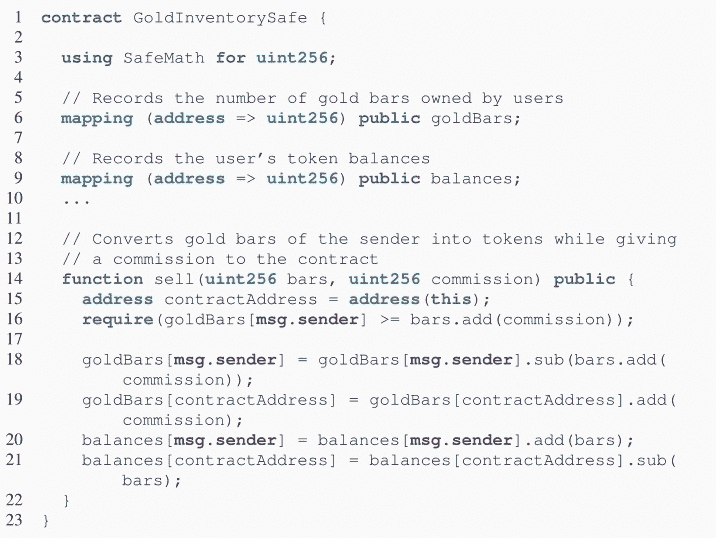 1 contract GoldInventorySafe {
2
3 using SafeMath for uint256;
4
5 // Records the number of gold bars owned by users
6 mapping (address => uint256) public goldBars;
7
8 // Records the user's token balances
9 mapping (address => uint256) public balances;
10 ...
11
12 // Converts gold bars of the sender into tokens while giving
13 // a commission to the contract
14 function sell(uint256 bars, uint256 commission) public {
15 address contractAddress = address(this);
16 require(goldBars[msg.sender] >= bars.add(commission));
17
18 goldBars[msg.sender] = goldBars[msg.sender].sub(bars.add(
commission));
19 goldBars[contractAddress] = goldBars[contractAddress].add(
commission);
20 balances[msg.sender] = balances[msg.sender].add(bars);
21 balances[contractAddress] = balances[contractAddress].sub(
bars);
22 }
23 }